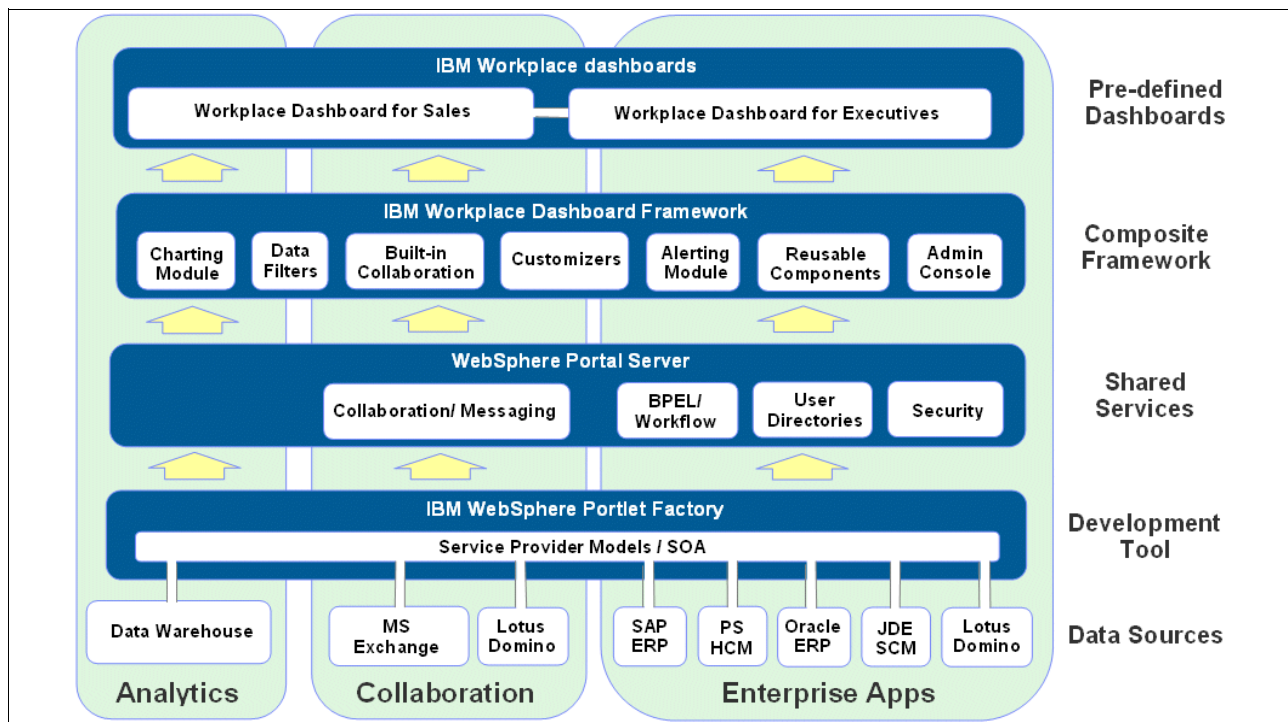 IBM Workplace dashboards
Workplace Dashboard for Sales
Workplace Dashboard for Executives
Pre-defined
Dashboards
IBM Workplace Dashboard Framework
Charting
Module
Data
Filters
Built-in
Collaboration
Customizers
Alerting
Module
Reusable
Components
Admin
Console
Composite
Framework
WebSphere Portal Server
Collaboration/ Messaging
BPEL/
Workflow
User
Directories
Security
Shared
Services
IBM WebSphere Portlet Factory
Service Provider Models / SOA
Development
Tool
Data Warehouse
MS
Exchange
Lotus
Domino
SAP
ERP
PS
HCM
Oracle
ERP
JDE
SCM
Lotus
Domino
Data Sources
Analytics
Collaboration
Enterprise Apps